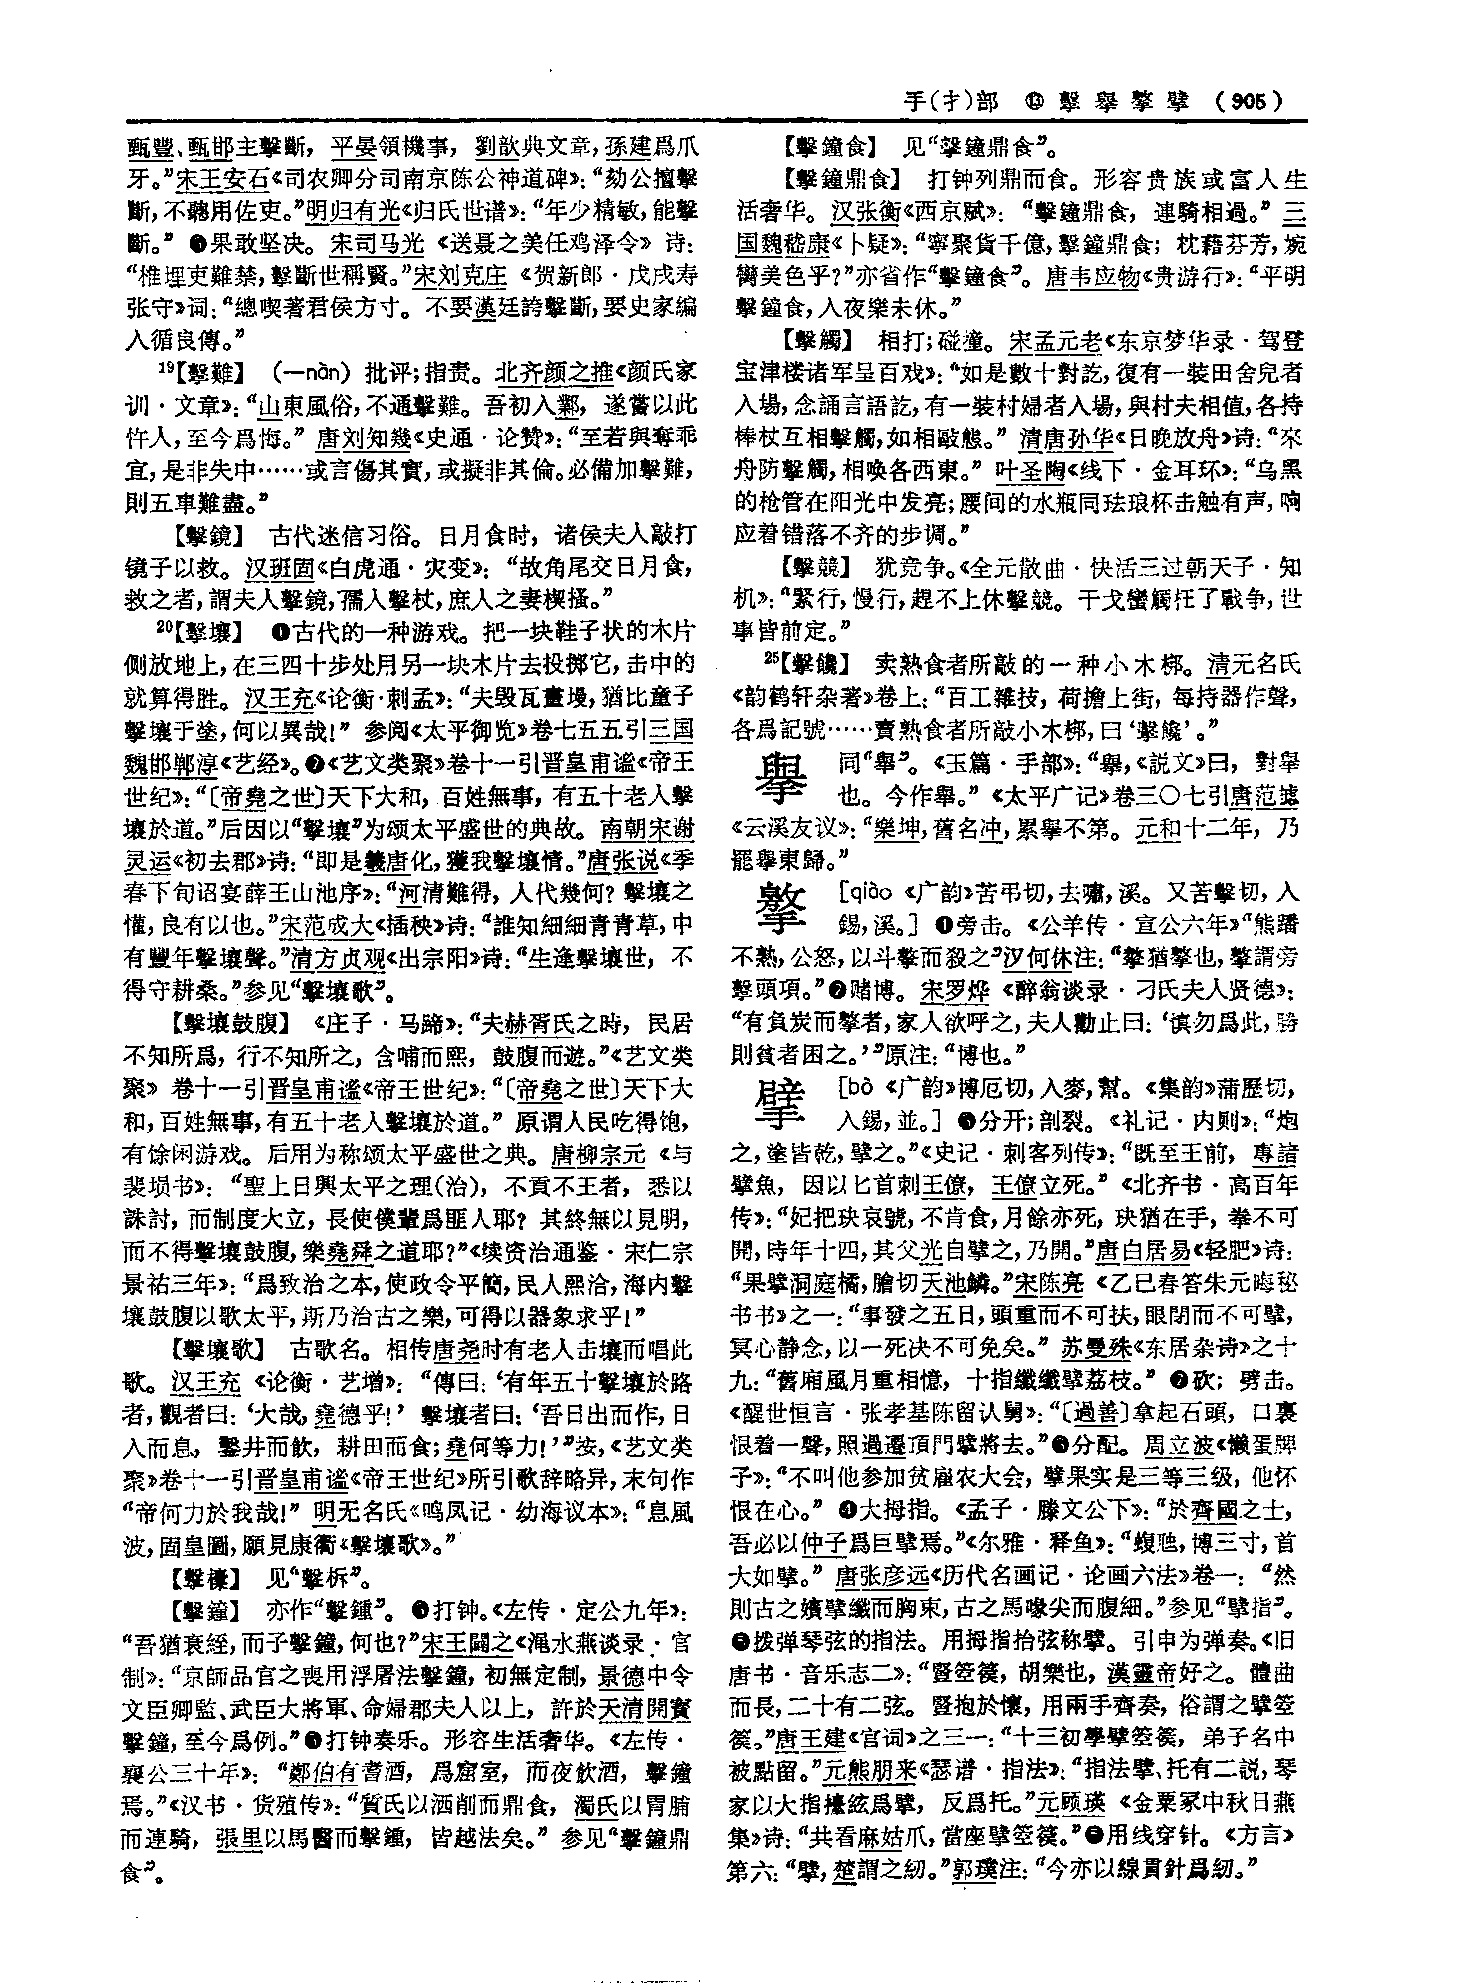 手(扌)部 ⑬ 擊 舉 撆 擘 (905)
甄豐、甄邯主擊斷，平晏領機事，劉歆典文章，孫建爲爪
牙。”宋王安石《司农卿分司南京陈公神道碑》：“劾公擅擊
斷，不聽用佐吏。”明归有光《归氏世谱》：“年少精敏，能擊
斷。”❸果敢坚决。宋司马光《送聂之美任鸡泽令》诗：
“椎埋吏難禁，擊斷世稱賢。”宋刘克庄《贺新郎·戊戌寿
张守》词：“總喫著君侯方寸。不要漢廷誇擊斷，要史家編
入循良傳。”
19【擊難】 （—nàn）批评；指责。北齐颜之推《颜氏家
训·文章》：“山東風俗，不通擊難。吾初入鄴，遂嘗以此
忤人，至今爲悔。”唐刘知幾《史通·论赞》：“至若與奪乖
宜，是非失中……或言傷其實，或擬非其倫。必備加擊難，
則五車難盡。”
【擊鏡】 古代迷信习俗。日月食时，诸侯夫人敲打
镜子以救。汉班固《白虎通·灾变》：“故角尾交日月食，
救之者，謂夫人擊鏡，孺人擊杖，庶人之妻楔搔。”
20【擊壤】 ❶古代的一种游戏。把一块鞋子状的木片
侧放地上，在三四十步处用另一块木片去投掷它，击中的
就算得胜。汉王充《论衡·刺孟》：“夫毁瓦畫墁，猶比童子
擊壤于塗，何以異哉！”参阅《太平御览》卷七五五引三国
魏邯郸淳《艺经》。❷《艺文类聚》卷十一引晋皇甫谧《帝王
世纪》：“〔帝堯之世〕天下大和，百姓無事，有五十老人擊
壤於道。”后因以“擊壤”为颂太平盛世的典故。南朝宋谢
灵运《初去郡》诗：“即是羲唐化，獲我擊壤情。”唐张说《季
春下旬诏宴薛王山池序》：“河清難得，人代幾何？擊壤之
懽，良有以也。”宋范成大《插秧》诗：“誰知細細青青草，中
有豐年擊壤聲。”清方贞观《出宗阳》诗：“生逢擊壤世，不
得守耕桑。”参见“擊壤歌”。
【擊壤鼓腹】 《庄子·马蹄》：“夫赫胥氏之時，民居
不知所爲，行不知所之，含哺而熙，鼓腹而遊。”《艺文类
聚》卷十一引晋皇甫谧《帝王世纪》：“〔帝堯之世〕天下大
和，百姓無事，有五十老人擊壤於道。”原谓人民吃得饱，
有馀闲游戏。后用为称颂太平盛世之典。唐柳宗元《与
裴埙书》：“聖上日興太平之理(治)，不貢不王者，悉以
誅討，而制度大立，長使僕輩爲匪人耶？其終無以見明，
而不得擊壤鼓腹，樂堯舜之道耶？”《续资治通鉴·宋仁宗
景祐三年》：“爲致治之本，使政令平簡，民人熙洽，海内擊
壤鼓腹以歌太平，斯乃治古之樂，可得以器象求乎！”
【擊壤歌】 古歌名。相传唐尧时有老人击壤而唱此
歌。汉王充《论衡·艺增》：“傳曰：‘有年五十擊壤於路
者，觀者曰：‘大哉，堯德乎！’擊壤者曰：‘吾日出而作，日
入而息，鑿井而飲，耕田而食；堯何等力！’”按，《艺文类
聚》卷十一引晋皇甫谧《帝王世纪》所引歌辞略异，末句作
“帝何力於我哉！”明无名氏《鸣凤记·幼海议本》：“息風
波，固皇圖，願見康衢《擊壤歌》。”
【擊㯓】 见“擊柝”。
【擊鐘】 亦作“擊鍾”。❶打钟。《左传·定公九年》：
“吾猶衰絰，而子擊鐘，何也？”宋王闢之《渑水燕谈录·官
制》：“京師品官之喪用浮屠法擊鐘，初無定制，景德中令
文臣卿監、武臣大將軍、命婦郡夫人以上，許於天清開寶
擊鐘，至今爲例。”❷打钟奏乐。形容生活奢华。《左传·
襄公三十年》：“鄭伯有耆酒，爲窟室，而夜飲酒，擊鐘
焉。”《汉书·货殖传》：“質氏以洒削而鼎食，濁氏以胃脯
而連騎，張里以馬醫而擊鍾，皆越法矣。”参见“擊鐘鼎
食”。
【擊鐘食】 见“擊鐘鼎食”。
【擊鐘鼎食】 打钟列鼎而食。形容贵族或富人生
活奢华。汉张衡《西京赋》：“擊鐘鼎食，連騎相過。”三
国魏嵇康《卜疑》：“寧聚貨千億，擊鐘鼎食；枕藉芬芳，婉
孌美色乎？”亦省作“擊鐘食”。唐韦应物《贵游行》：“平明
擊鐘食，入夜樂未休。”
【擊觸】 相打；碰撞。宋孟元老《东京梦华录·驾登
宝津楼诸军呈百戏》：“如是數十對訖，復有一裝田舍兒者
入場，念誦言語訖，有一裝村婦者入場，與村夫相值，各持
棒杖互相擊觸，如相敺態。”清唐孙华《日晚放舟》诗：“來
舟防擊觸，相唤各西東。”叶圣陶《线下·金耳环》：“乌黑
的枪管在阳光中发亮；腰间的水瓶同珐琅杯击触有声，响
应着错落不齐的步调。”
【擊競】 犹竞争。《全元散曲·快活三过朝天子·知
机》：“緊行，慢行，趕不上休擊競。干戈蠻觸枉了戰争，世
事皆前定。”
25【擊饞】 卖熟食者所敲的一种小木梆。清无名氏
《韵鹤轩杂著》卷上：“百工雜技，荷擔上街，每持器作聲，
各爲記號……賣熟食者所敲小木梆，曰‘擊饞’。”
擧 同“舉”。《玉篇·手部》：“擧，《説文》曰，對舉
也。今作舉。”《太平广记》卷三〇七引唐范摅
《云溪友议》：“樂坤，舊名冲，累擧不第。元和十二年，乃
罷擧東歸。”
撆 [qiào 《广韵》苦弔切，去嘯，溪。又苦擊切，入
錫，溪。] ❶旁击。《公羊传·宣公六年》“熊蹯
不熟，公怒，以斗撆而殺之”汉何休注：“撆猶擊也，撆謂旁
擊頭項。”❷赌博。宋罗烨《醉翁谈录·刁氏夫人贤德》：
“有負炭而撆者，家人欲呼之，夫人勸止曰：‘慎勿爲此，勝
則貧者困之。’”原注：“博也。”
擘 [bò 《广韵》博厄切，入麥，幫。《集韵》蒲歷切，
入錫，並。] ❶分开；剖裂。《礼记·内则》：“炮
之，塗皆乾，擘之。”《史记·刺客列传》：“既至王前，專諸
擘魚，因以匕首刺王僚，王僚立死。”《北齐书·高百年
传》：“妃把玦哀號，不肯食，月餘亦死，玦猶在手，拳不可
開，時年十四，其父光自擘之，乃開。”唐白居易《轻肥》诗：
“果擘洞庭橘，膾切天池鱗。”宋陈亮《乙巳春答朱元晦秘
书书》之一：“事發之五日，頭重而不可扶，眼閉而不可擘，
冥心静念，以一死决不可免矣。”苏曼殊《东居杂诗》之十
九：“舊廂風月重相憶，十指纖纖擘荔枝。”❷砍；劈击。
《醒世恒言·张孝基陈留认舅》：“〔過善〕拿起石頭，口裏
恨着一聲，照過遷頂門擘將去。”❸分配。周立波《懒蛋牌
子》：“不叫他参加贫雇农大会，擘果实是三等三级，他怀
恨在心。”❹大拇指。《孟子·滕文公下》：“於齊國之士，
吾必以仲子爲巨擘焉。”《尔雅·释鱼》：“蝮虺，博三寸，首
大如擘。”唐张彦远《历代名画记·论画六法》卷一：“然
則古之嬪擘纖而胸束，古之馬喙尖而腹細。”参见“擘指”。
❺拨弹琴弦的指法。用拇指抬弦称擘。引申为弹奏。《旧
唐书·音乐志二》：“豎箜篌，胡樂也，漢靈帝好之。體曲
而長，二十有二弦。豎抱於懷，用兩手齊奏，俗謂之擘箜
篌。”唐王建《宫词》之三一：“十三初學擘箜篌，弟子名中
被點留。”元熊朋来《瑟谱·指法》：“指法擘、托有二説，琴
家以大指擡絃爲擘，反爲托。”元顾瑛《金粟冢中秋日燕
集》诗：“共看麻姑爪，當座擘箜篌。”❻用线穿针。《方言》
第六：“擘，楚謂之紉。”郭璞注：“今亦以線貫針爲紉。”